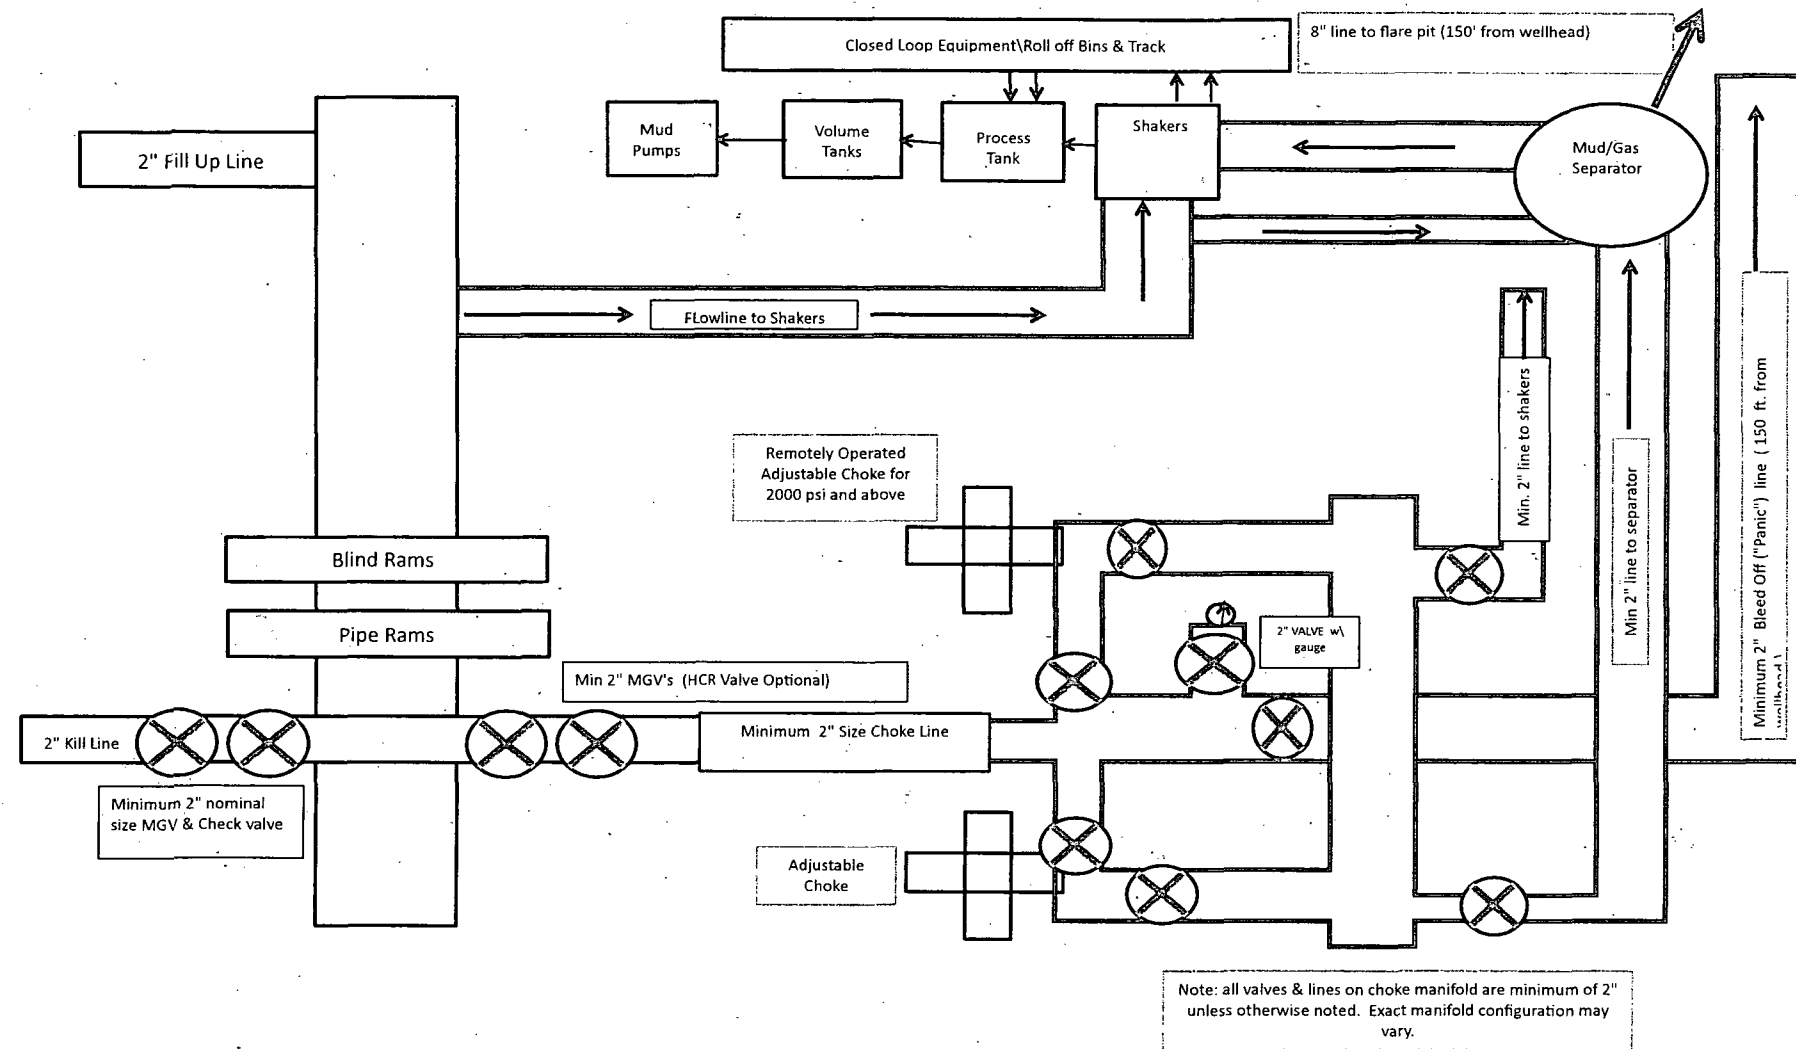 Closed Loop Equipment\Roll off Bins & Track
8" line to flare pit (150' from wellhead)
2" Fill Up Line
Mud
Pumps
Volume
Tanks
Process
Tank
Shakers
Mud/Gas
Separator
FLowline to Shakers
Remotely Operated
Adjustable Choke for
2000 psi and above
Min. 2" line to shakers
Min 2" line to separator
Minimum 2" Bleed Off ("Panic") line ( 150 ft. from
wellhead)
Blind Rams
Pipe Rams
2" VALVE w\
gauge
Min 2" MGV's (HCR Valve Optional)
2" Kill Line
Minimum 2" Size Choke Line
Minimum 2" nominal
size MGV & Check valve
Adjustable
Choke
Note: all valves & lines on choke manifold are minimum of 2"
unless otherwise noted. Exact manifold configuration may
vary.